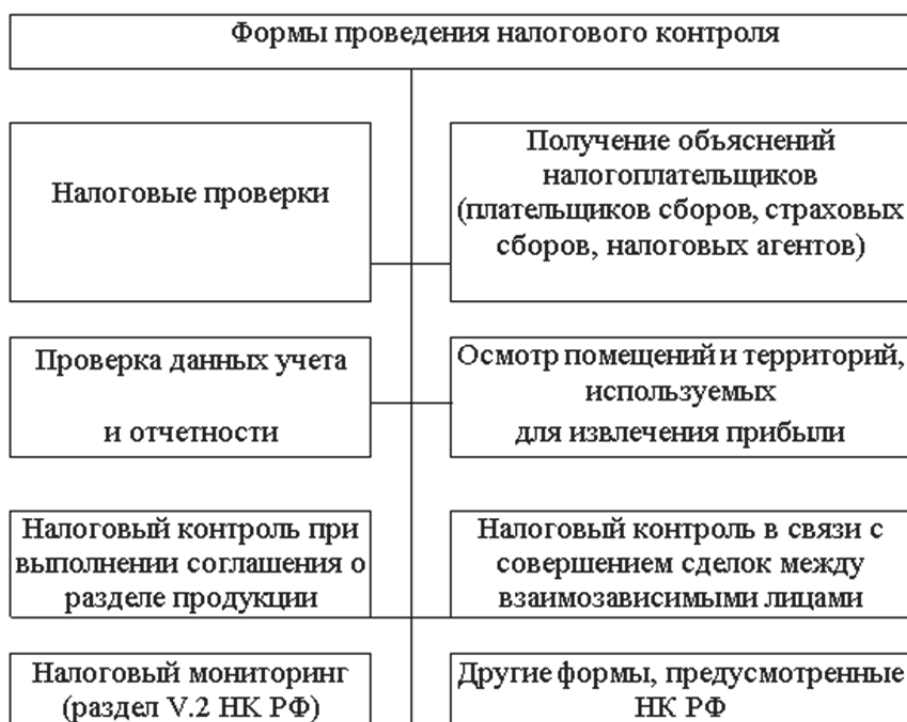 Формы проведения налогового контроля
Налоговые проверки
Получение объяснений
налогоплательщиков
(плательщиков сборов, страховых
сборов, налоговых агентов)
Проверка данных учета
и отчетности
Осмотр помещений и территорий,
используемых
для извлечения прибыли
Налоговый контроль при
выполнении соглашения о
разделе продукции
Налоговый контроль в связи с
совершением сделок между
взаимозависимыми лицами
Налоговый мониторинг
(раздел V.2 НК РФ)
Другие формы, предусмотренные
НК РФ